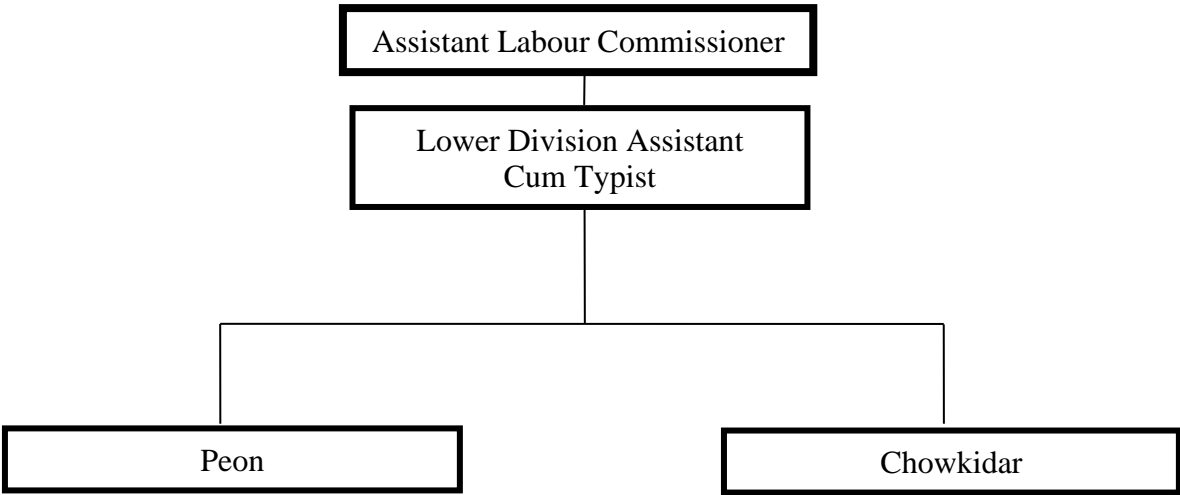 Assistant Labour Commissioner
Lower Division Assistant
Cum Typist
Peon
Chowkidar